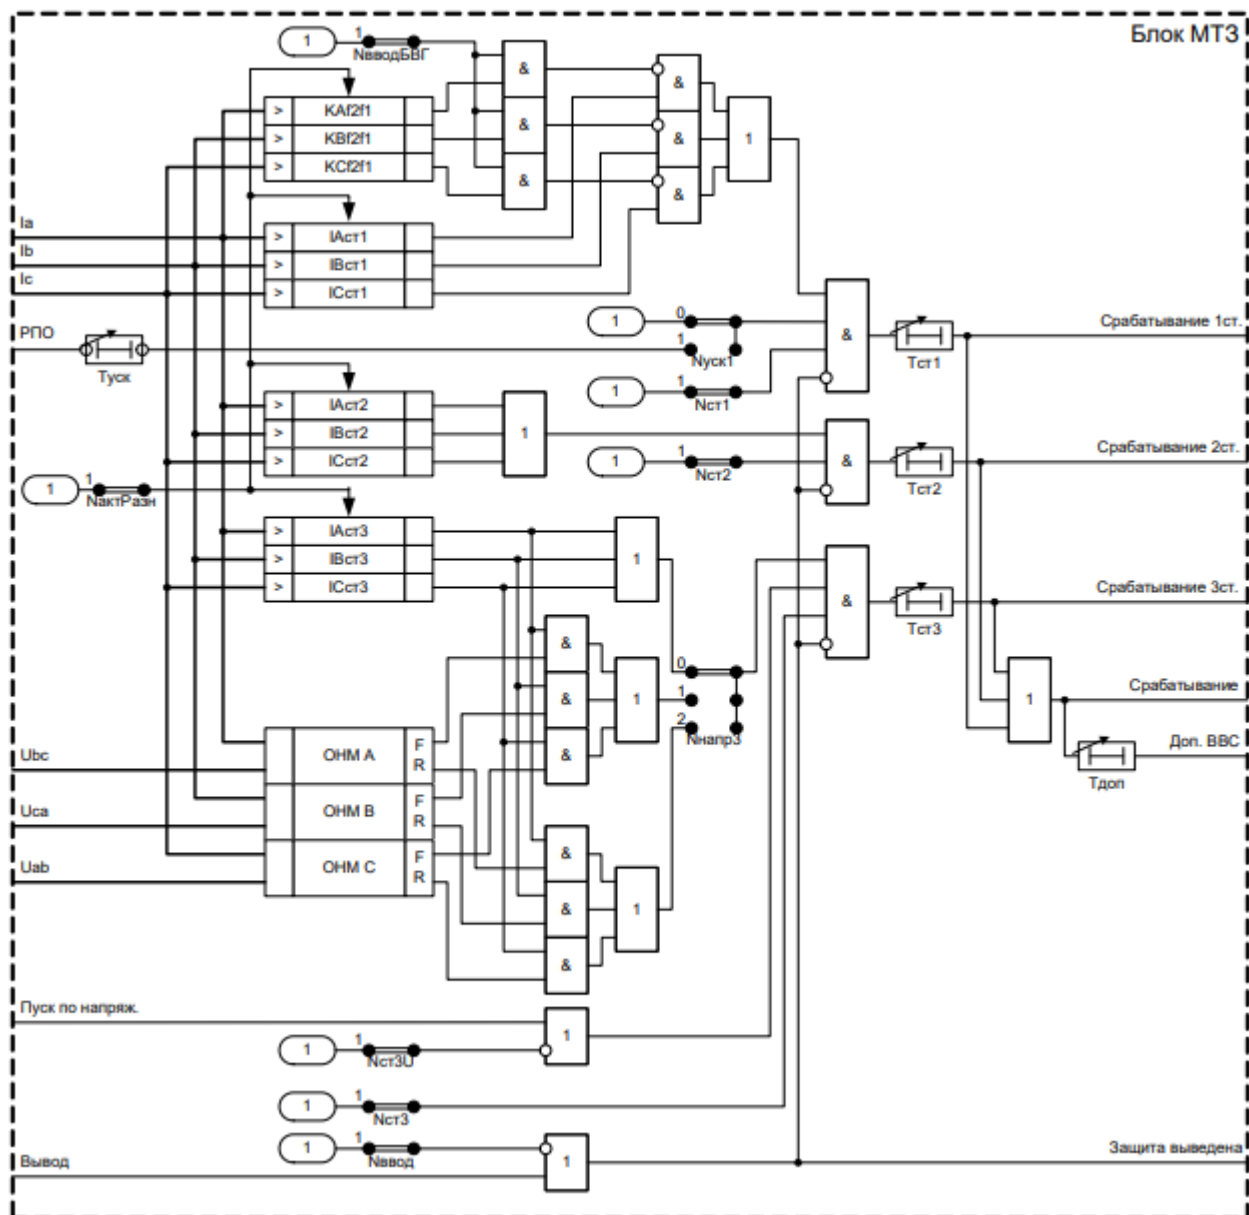 Блок МТЗ
1
1
NвводБВГ
&
&
&
&
&
&
1
> KAf2f1
> KBf2f1
> KCf2f1
Ia
Ib
Ic
> IAст1
> IBст1
> ICст1
РПО
Tуск
1
0
1
Nуск1
1
1
Nст1
&
Tст1
Срабатывание 1ст.
> IAст2
> IBст2
> ICст2
1
1
1
Nст2
&
Tст2
Срабатывание 2ст.
1
1
NактРазн
> IAст3
> IBст3
> ICст3
1
&
Tст3
Срабатывание 3ст.
&
&
&
1
0
1
2
Nнапр3
1
Срабатывание
Доп. ВВС
Tдоп
Ubc
Uca
Uab
ОНМ A
F
R
ОНМ B
F
R
ОНМ C
F
R
&
&
&
1
Пуск по напряж.
1
1
1
Nст3U
1
1
Nст3
1
1
Nввод
Вывод
1
Защита выведена